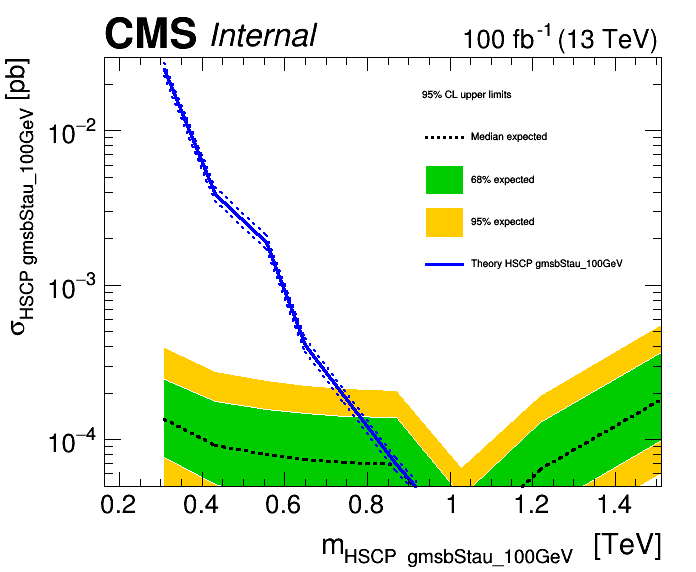 CMS Internal 100 fb⁻¹ (13 TeV)
σ_HSCP gmsbStau_100GeV [pb]
95% CL upper limits
Median expected
68% expected
95% expected
Theory HSCP gmsbStau_100GeV
10⁻²
10⁻³
10⁻⁴
0.2 0.4 0.6 0.8 1 1.2 1.4
m_HSCP gmsbStau_100GeV [TeV]